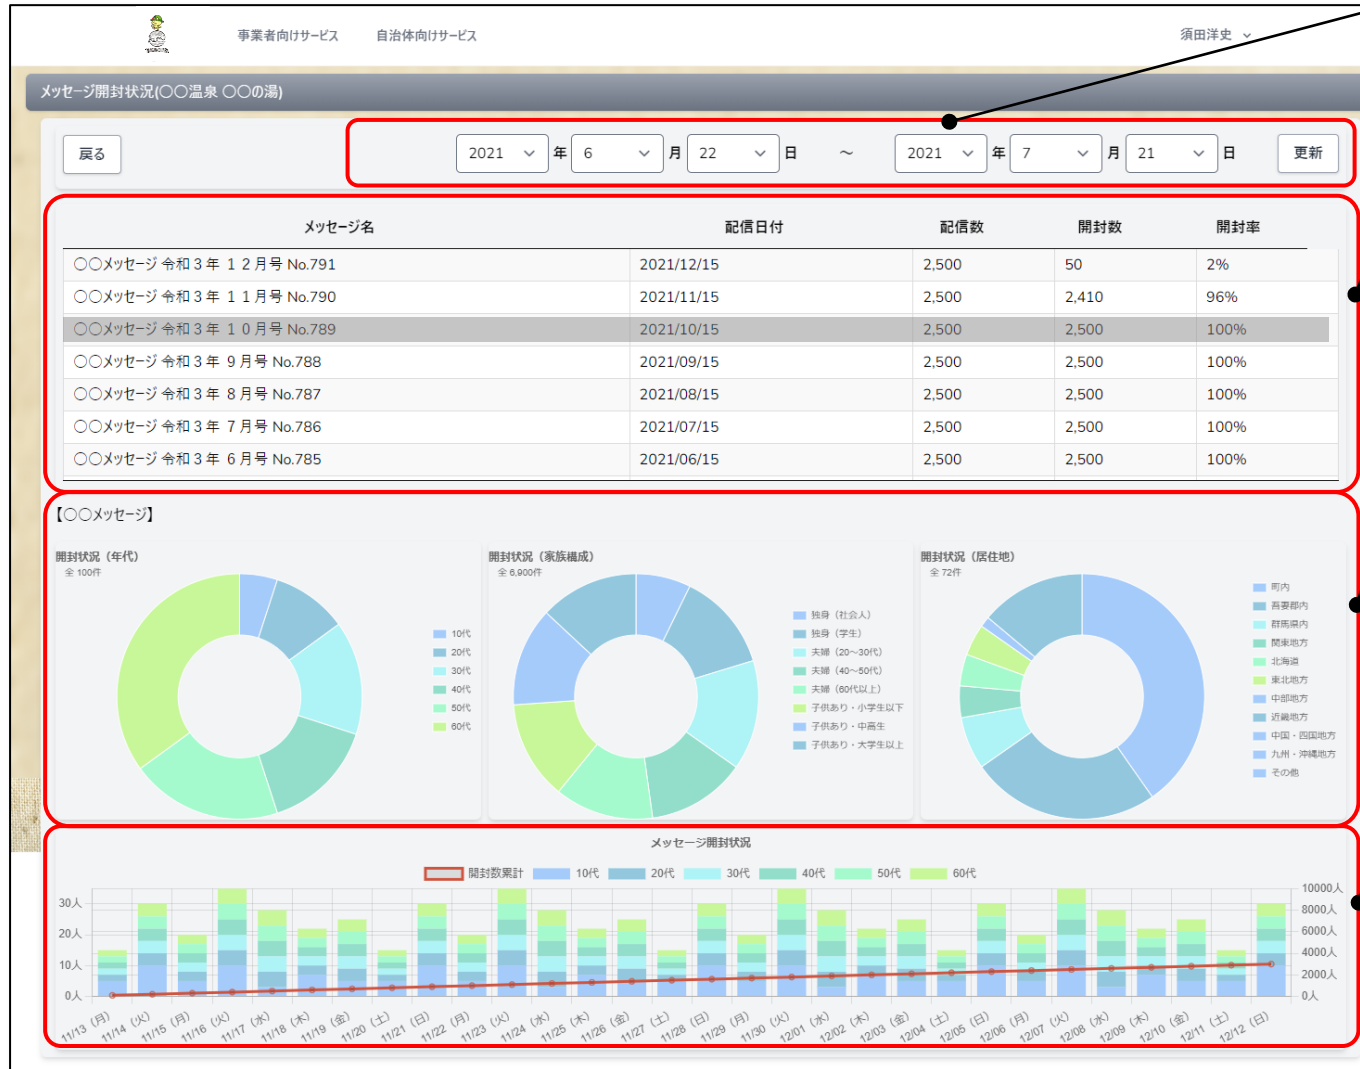 事業者向けサービス 自治体向けサービス 須田洋史
メッセージ開封状況(〇〇温泉 〇〇の湯)
戻る 2021 年 6 月 22 日 ～ 2021 年 7 月 21 日 更新
メッセージ名 配信日付 配信数 開封数 開封率
〇〇メッセージ 令和３年 １２月号 No.791 2021/12/15 2,500 50 2%
〇〇メッセージ 令和３年 １１月号 No.790 2021/11/15 2,500 2,410 96%
〇〇メッセージ 令和３年 １０月号 No.789 2021/10/15 2,500 2,500 100%
〇〇メッセージ 令和３年 ９月号 No.788 2021/09/15 2,500 2,500 100%
〇〇メッセージ 令和３年 ８月号 No.787 2021/08/15 2,500 2,500 100%
〇〇メッセージ 令和３年 ７月号 No.786 2021/07/15 2,500 2,500 100%
〇〇メッセージ 令和３年 ６月号 No.785 2021/06/15 2,500 2,500 100%
【〇〇メッセージ】
開封状況（年代）
全 100件
10代
20代
30代
40代
50代
60代
開封状況（家族構成）
全 6,900件
独身（社会人）
独身（学生）
夫婦（20～30代）
夫婦（40～50代）
夫婦（60代以上）
子供あり・小学生以下
子供あり・中高生
子供あり・大学生以上
開封状況（居住地）
全 72件
町内
吾妻郡内
群馬県内
関東地方
北海道
東北地方
中部地方
近畿地方
中国・四国地方
九州・沖縄地方
その他
メッセージ開封状況
開封数累計 10代 20代 30代 40代 50代 60代
30人
20人
10人
0人
10000人
8000人
6000人
4000人
2000人
0人
11/13（月） 11/14（火） 11/15（月） 11/16（火） 11/17（水） 11/18（木） 11/19（金） 11/20（土） 11/21（日） 11/22（月） 11/23（火） 11/24（水） 11/25（木） 11/26（金） 11/27（土） 11/28（日） 11/29（月） 11/30（火） 12/01（水） 12/02（木） 12/03（金） 12/04（土） 12/05（日） 12/06（月） 12/07（火） 12/08（水） 12/09（木） 12/10（金） 12/11（土） 12/12（日）